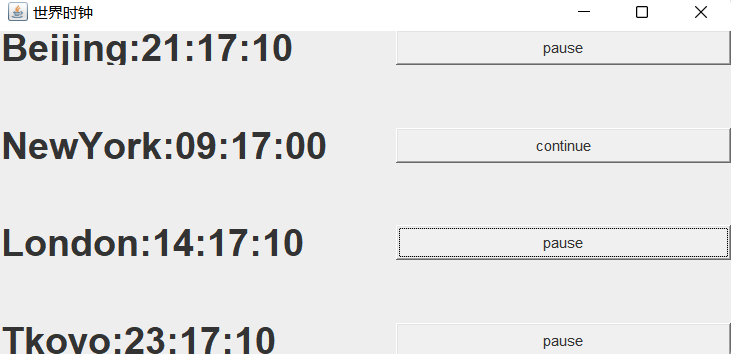 世界时钟
Beijing:21:17:10 pause
NewYork:09:17:00 continue
London:14:17:10 pause
Tkoyo:23:17:10 pause